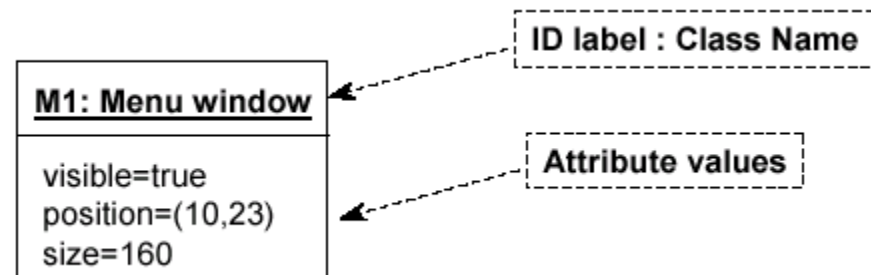 ID label : Class Name
M1: Menu window
Attribute values
visible=true
position=(10,23)
size=160